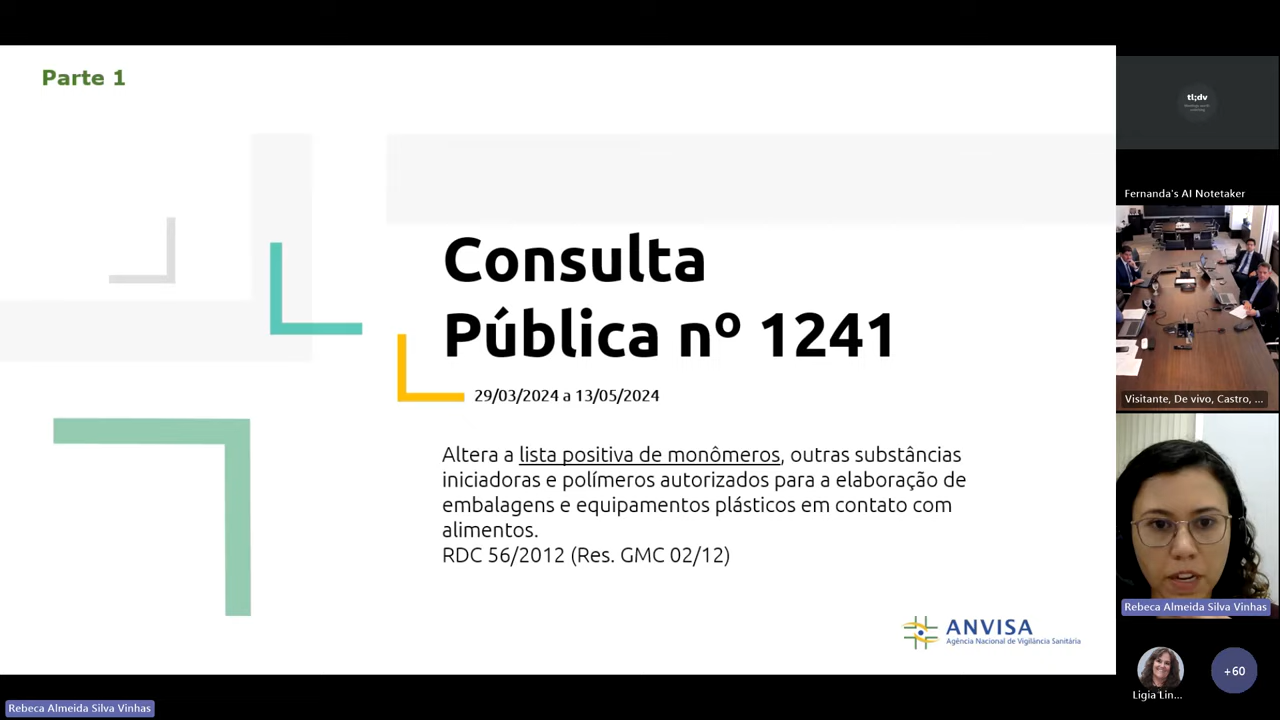 Parte 1
Consulta
Pública nº 1241
29/03/2024 a 13/05/2024
Altera a lista positiva de monômeros, outras substâncias
iniciadoras e polímeros autorizados para a elaboração de
embalagens e equipamentos plásticos em contato com
alimentos.
RDC 56/2012 (Res. GMC 02/12)
ANVISA
Agência Nacional de Vigilância Sanitária
tl;dv
Fernanda's AI Notetaker
Visitante, De vivo, Castro, ...
Rebeca Almeida Silva Vinhas
Ligia Lin...
+60
Rebeca Almeida Silva Vinhas